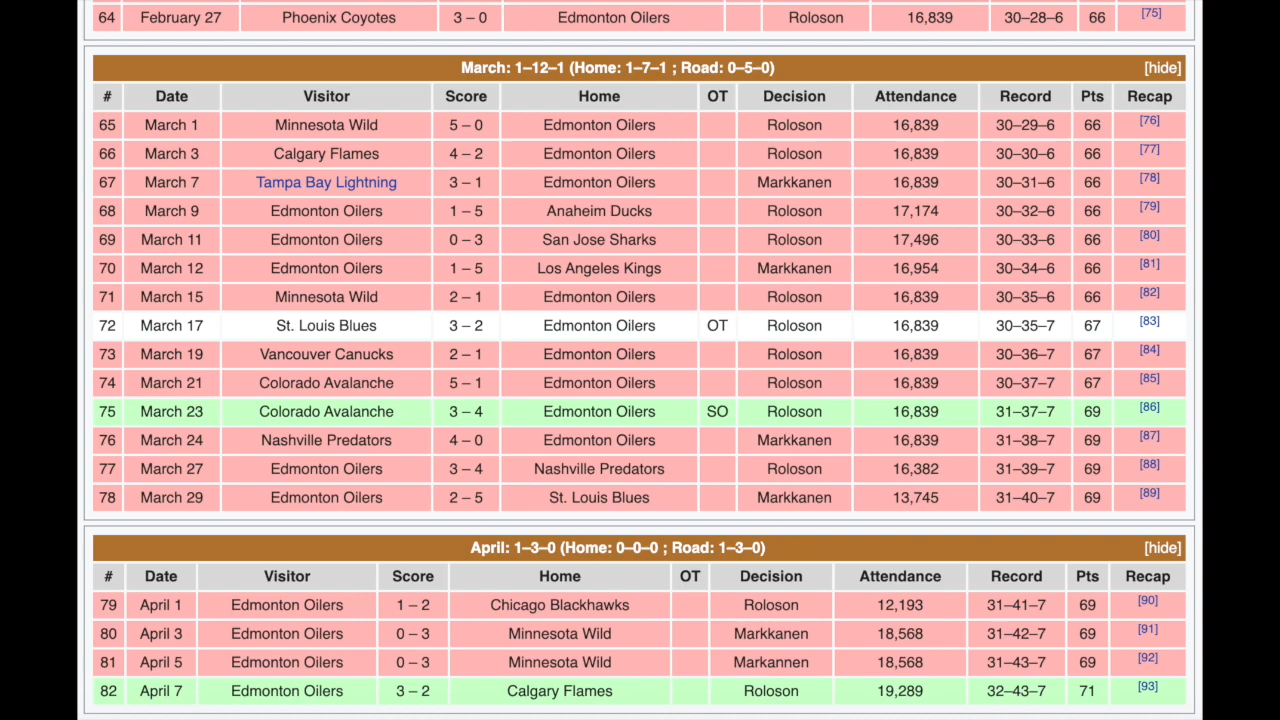 64 February 27 Phoenix Coyotes 3 – 0 Edmonton Oilers Roloson 16,839 30–28–6 66 [75]
March: 1–12–1 (Home: 1–7–1 ; Road: 0–5–0) [hide]
# Date Visitor Score Home OT Decision Attendance Record Pts Recap
65 March 1 Minnesota Wild 5 – 0 Edmonton Oilers Roloson 16,839 30–29–6 66 [76]
66 March 3 Calgary Flames 4 – 2 Edmonton Oilers Roloson 16,839 30–30–6 66 [77]
67 March 7 Tampa Bay Lightning 3 – 1 Edmonton Oilers Markkanen 16,839 30–31–6 66 [78]
68 March 9 Edmonton Oilers 1 – 5 Anaheim Ducks Roloson 17,174 30–32–6 66 [79]
69 March 11 Edmonton Oilers 0 – 3 San Jose Sharks Roloson 17,496 30–33–6 66 [80]
70 March 12 Edmonton Oilers 1 – 5 Los Angeles Kings Markkanen 16,954 30–34–6 66 [81]
71 March 15 Minnesota Wild 2 – 1 Edmonton Oilers Roloson 16,839 30–35–6 66 [82]
72 March 17 St. Louis Blues 3 – 2 Edmonton Oilers OT Roloson 16,839 30–35–7 67 [83]
73 March 19 Vancouver Canucks 2 – 1 Edmonton Oilers Roloson 16,839 30–36–7 67 [84]
74 March 21 Colorado Avalanche 5 – 1 Edmonton Oilers Roloson 16,839 30–37–7 67 [85]
75 March 23 Colorado Avalanche 3 – 4 Edmonton Oilers SO Roloson 16,839 31–37–7 69 [86]
76 March 24 Nashville Predators 4 – 0 Edmonton Oilers Markkanen 16,839 31–38–7 69 [87]
77 March 27 Edmonton Oilers 3 – 4 Nashville Predators Roloson 16,382 31–39–7 69 [88]
78 March 29 Edmonton Oilers 2 – 5 St. Louis Blues Markkanen 13,745 31–40–7 69 [89]
April: 1–3–0 (Home: 0–0–0 ; Road: 1–3–0) [hide]
# Date Visitor Score Home OT Decision Attendance Record Pts Recap
79 April 1 Edmonton Oilers 1 – 2 Chicago Blackhawks Roloson 12,193 31–41–7 69 [90]
80 April 3 Edmonton Oilers 0 – 3 Minnesota Wild Markkanen 18,568 31–42–7 69 [91]
81 April 5 Edmonton Oilers 0 – 3 Minnesota Wild Markannen 18,568 31–43–7 69 [92]
82 April 7 Edmonton Oilers 3 – 2 Calgary Flames Roloson 19,289 32–43–7 71 [93]